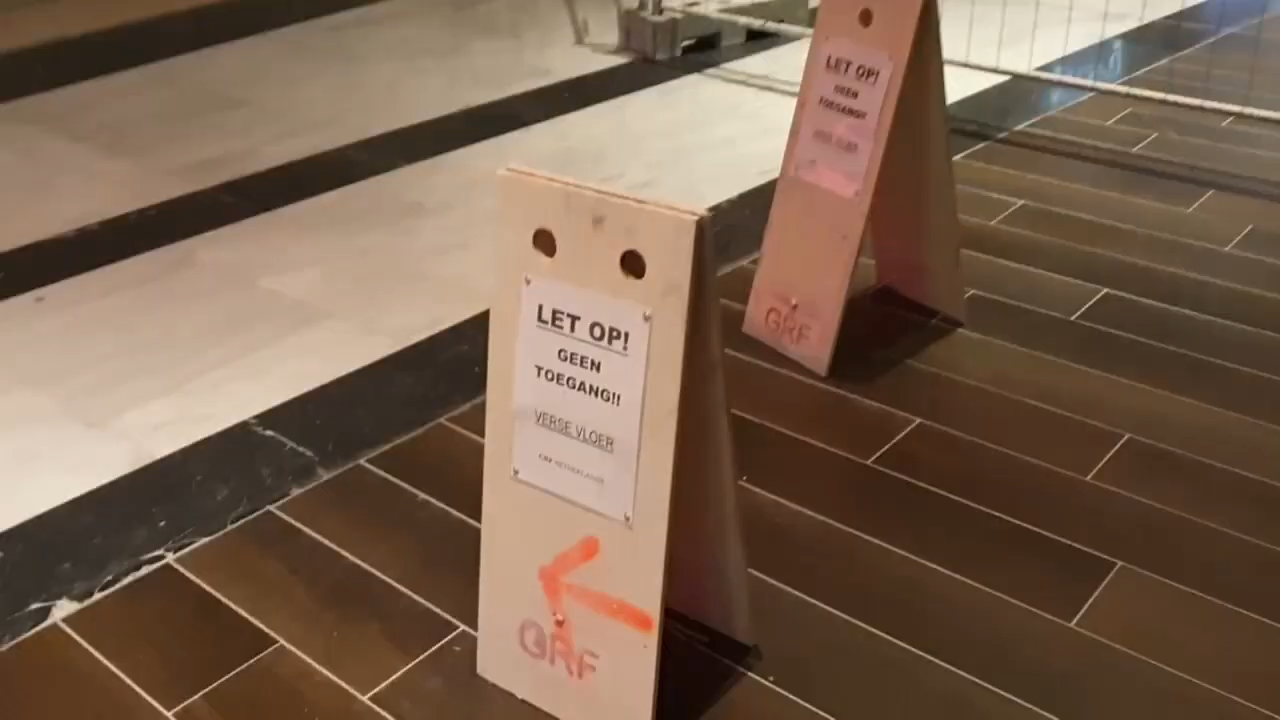 LET OP!
GEEN
TOEGANG!!
VERSE VLOER
GRF
LET OP!
GEEN
TOEGANG!!
GRF